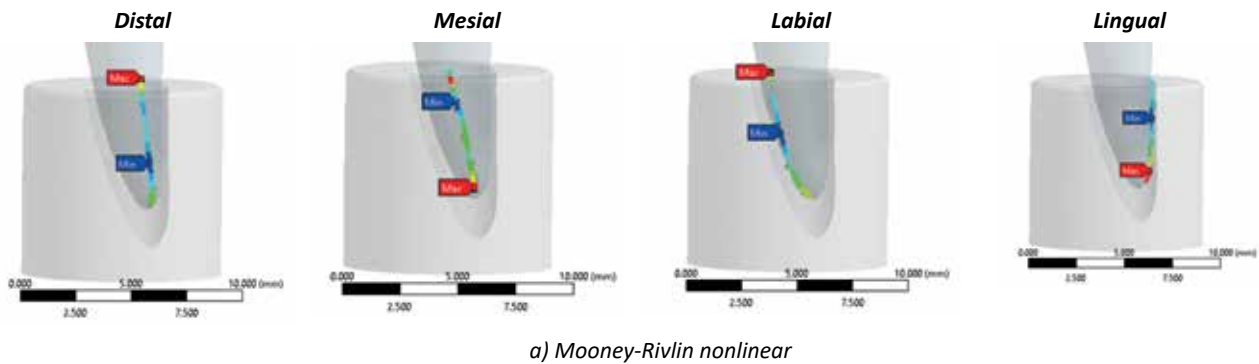 Distal Mesial Labial Lingual
Max Max
Min Min Min
Min Max Max
0.000 5.000 10.000 (mm) 0.000 5.000 10.000 (mm) 0.000 5.000 10.000 (mm) 0.000 5.000 10.000 (mm)
2.500 7.500 2.500 7.500 2.500 7.500 2.500 7.500
a) Mooney-Rivlin nonlinear